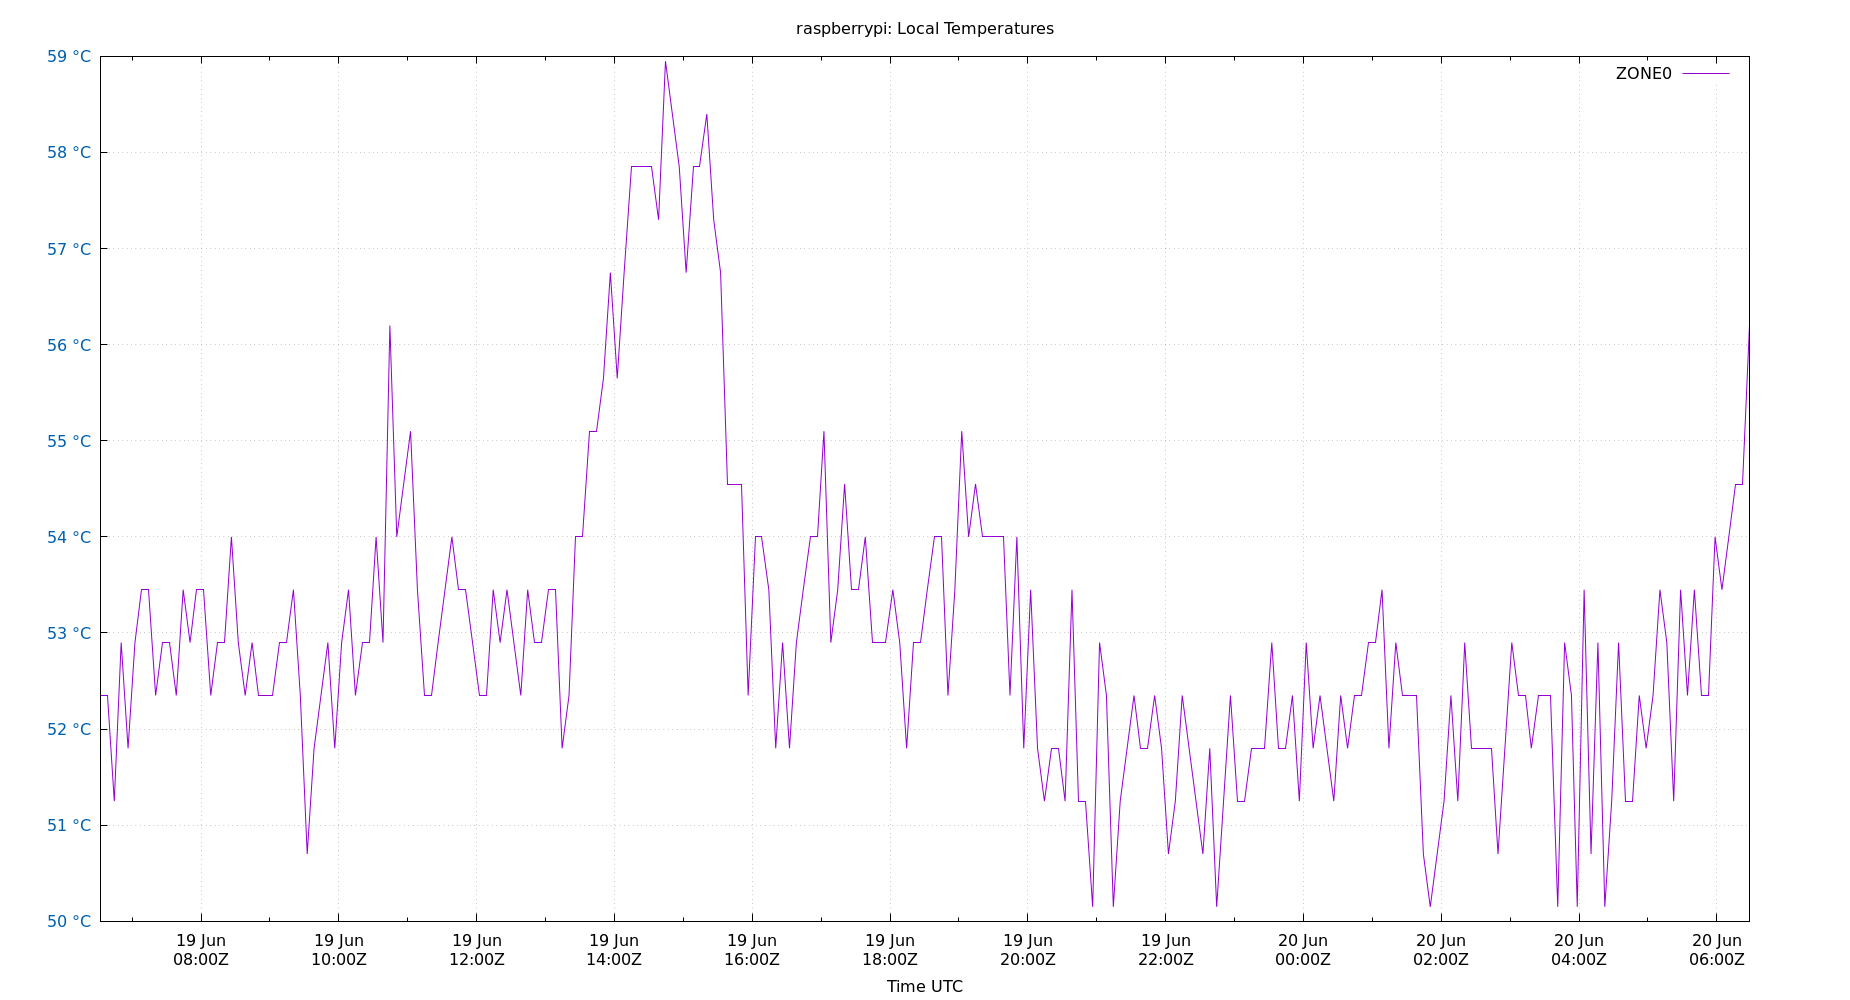 raspberrypi: Local Temperatures
59 °C
ZONE0
58 °C
57 °C
56 °C
55 °C
54 °C
53 °C
52 °C
51 °C
50 °C
19 Jun 19 Jun 19 Jun 19 Jun 19 Jun 19 Jun 19 Jun 19 Jun 20 Jun 20 Jun 20 Jun 20 Jun
08:00Z 10:00Z 12:00Z 14:00Z 16:00Z 18:00Z 20:00Z 22:00Z 00:00Z 02:00Z 04:00Z 06:00Z
Time UTC